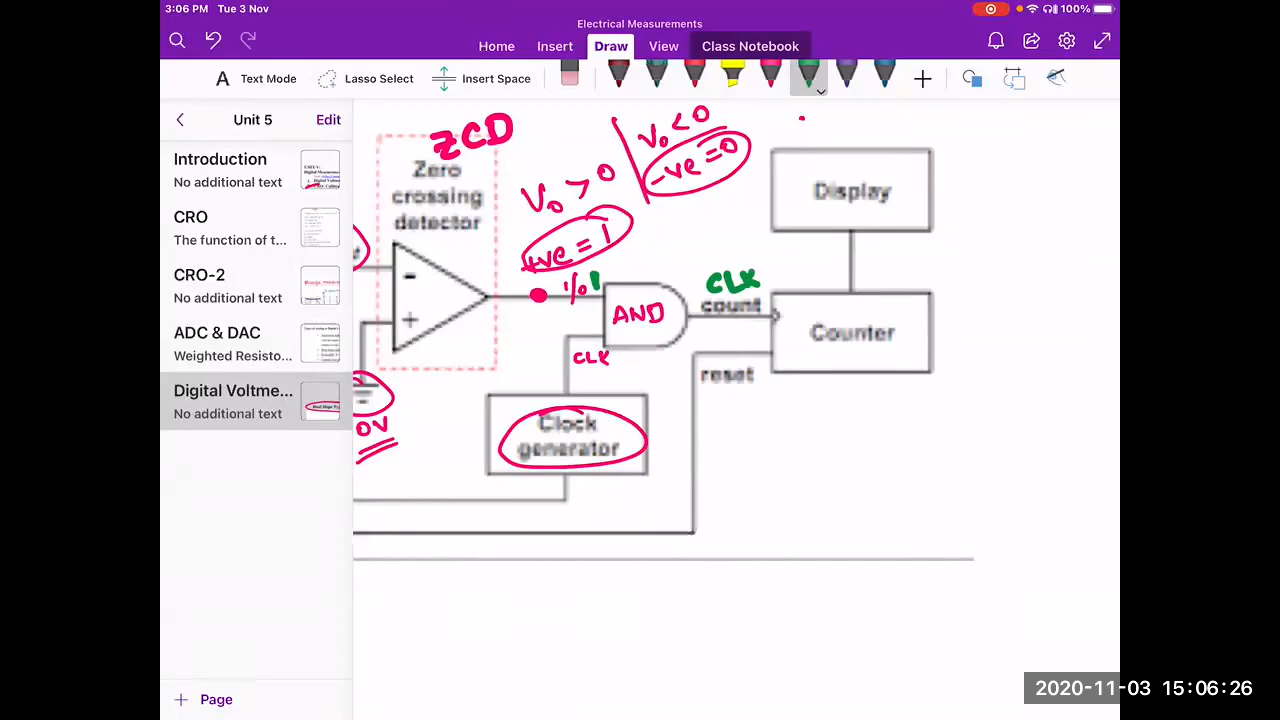 3:06 PM Tue 3 Nov
100%
Electrical Measurements
Home Insert Draw View Class Notebook
A Text Mode Lasso Select Insert Space
Unit 5 Edit
Introduction
No additional text
CRO
The function of t...
CRO-2
No additional text
ADC & DAC
Weighted Resisto...
Digital Voltme...
No additional text
Page
ZCD
Zero
crossing
detector
-
+
0V
Vo > 0
+ve = 1
Vo < 0
-ve = 0
1/0 1
AND
CLK
Clock
generator
CLK
count
reset
Display
Counter
2020-11-03 15:06:26